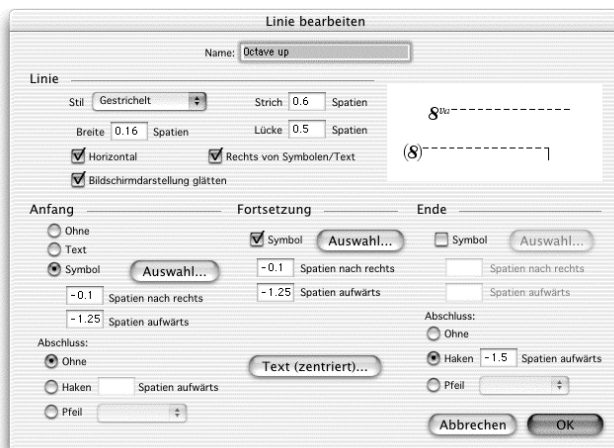 Linie bearbeiten
Name: Octave up
Linie
Stil Gestrichelt
Strich 0.6 Spatien
Breite 0.16 Spatien
Lücke 0.5 Spatien
Horizontal
Rechts von Symbolen/Text
Bildschirmdarstellung glätten
8va
(8)
Anfang
Ohne
Text
Symbol Auswahl...
-0.1 Spatien nach rechts
-1.25 Spatien aufwärts
Abschluss:
Ohne
Haken Spatien aufwärts
Pfeil
Fortsetzung
Symbol Auswahl...
-0.1 Spatien nach rechts
-1.25 Spatien aufwärts
Text (zentriert)...
Ende
Symbol Auswahl...
Spatien nach rechts
Spatien aufwärts
Abschluss:
Ohne
Haken -1.5 Spatien aufwärts
Pfeil
Abbrechen OK